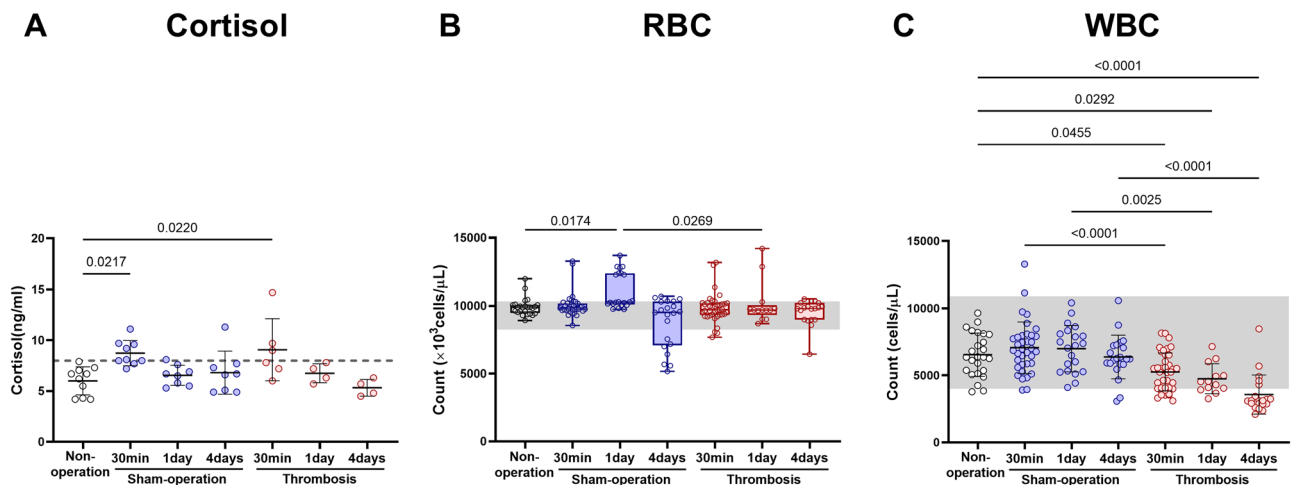 A Cortisol
Cortisol(ng/ml)
20
15
10
5
0
0.0220
0.0217
Non-
operation
30min 1day 4days 30min 1day 4days
Sham-operation Thrombosis
B RBC
Count (×10³cells/μL)
15000
10000
5000
0
0.0174 0.0269
Non-
operation
30min 1day 4days 30min 1day 4days
Sham-operation Thrombosis
C WBC
<0.0001
0.0292
0.0455
<0.0001
0.0025
<0.0001
Count (cells/μL)
15000
10000
5000
0
Non-
operation
30min 1day 4days 30min 1day 4days
Sham-operation Thrombosis